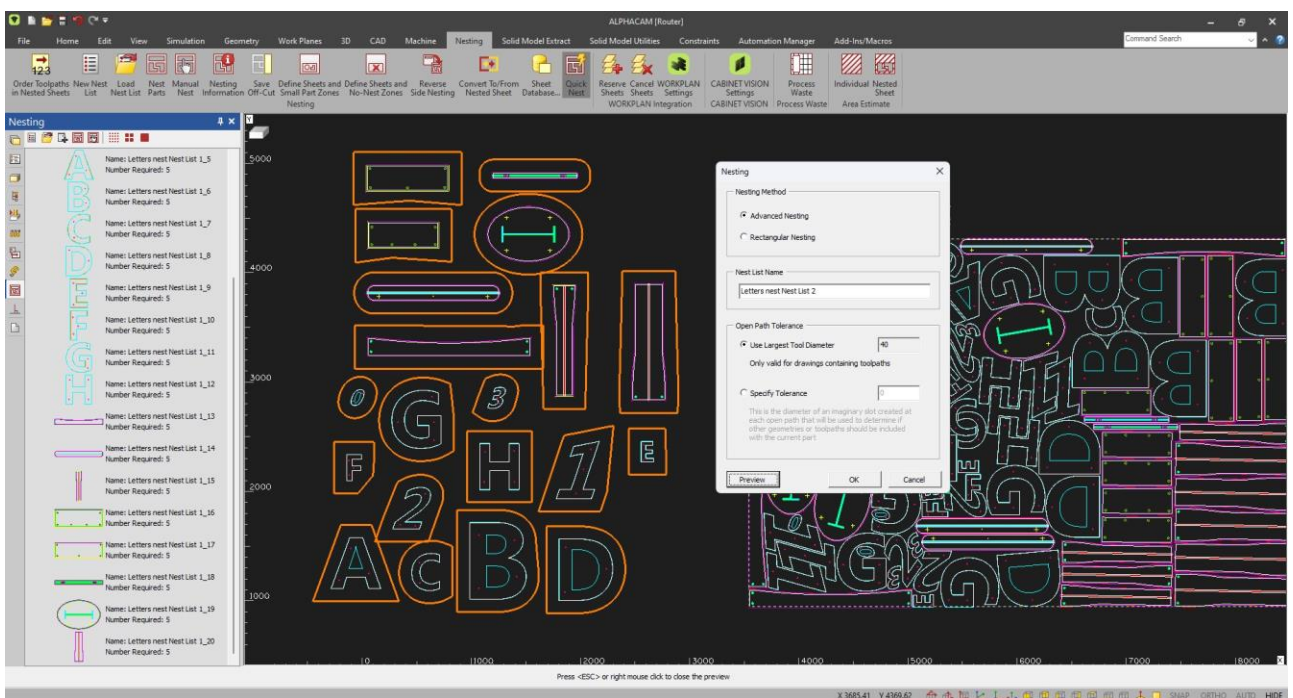 ALPHACAM [Router]
File Home Edit View Simulation Geometry Work Planes 3D CAD Machine Nesting Solid Model Extract Solid Model Utilities Constraints Automation Manager Add-Ins/Macros
Command Search
Order Toolpaths in Nested Sheets
New Nest List
Load Nest List
Nest Parts
Manual Nest
Nesting Information
Save Off-Cut
Define Sheets and Small Part Zones
Define Sheets and No-Nest Zones
Reverse Side Nesting
Convert To/From Nested Sheet
Sheet Database...
Quick Nest
Reserve Sheets
Cancel Sheets
WORKPLAN Settings
CABINET VISION Settings
Process Waste
Individual
Nested Sheet
Nesting
WORKPLAN Integration
CABINET VISION
Process Waste
Area Estimate
Nesting
Name: Letters nest Nest List 1_5
Number Required: 5
Name: Letters nest Nest List 1_6
Number Required: 5
Name: Letters nest Nest List 1_7
Number Required: 5
Name: Letters nest Nest List 1_8
Number Required: 5
Name: Letters nest Nest List 1_9
Number Required: 5
Name: Letters nest Nest List 1_10
Number Required: 5
Name: Letters nest Nest List 1_11
Number Required: 5
Name: Letters nest Nest List 1_12
Number Required: 5
Name: Letters nest Nest List 1_13
Number Required: 5
Name: Letters nest Nest List 1_14
Number Required: 5
Name: Letters nest Nest List 1_15
Number Required: 5
Name: Letters nest Nest List 1_16
Number Required: 5
Name: Letters nest Nest List 1_17
Number Required: 5
Name: Letters nest Nest List 1_18
Number Required: 5
Name: Letters nest Nest List 1_19
Number Required: 5
Name: Letters nest Nest List 1_20
Number Required: 5
5000
4000
3000
2000
1000
0 G 3
F H 1 E
2
A C B D
Nesting
Nesting Method
Advanced Nesting
Rectangular Nesting
Nest List Name
Letters nest Nest List 2
Open Path Tolerance
Use Largest Tool Diameter 40
Only valid for drawings containing toolpaths
Specify Tolerance 0
This is the diameter of an imaginary slot created at
each open path that will be used to determine if
other geometries or toolpaths should be included
with the current part
Preview OK Cancel
0 1000 2000 3000 4000 5000 6000 7000 8000
Press <ESC> or right mouse click to close the preview
X 3685.41 Y 4369.62 SNAP ORTHO AUTO HIDE